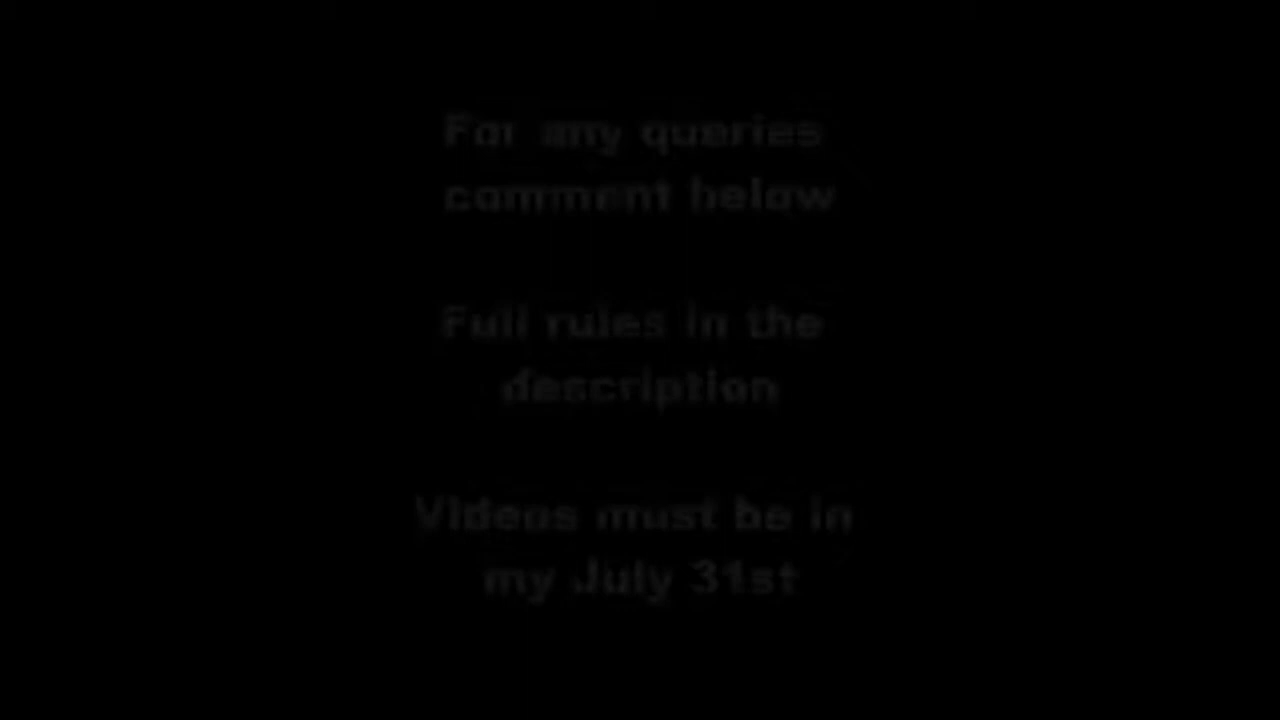 For any queries
comment below
Full rules in the
description
Videos must be in
my July 31st